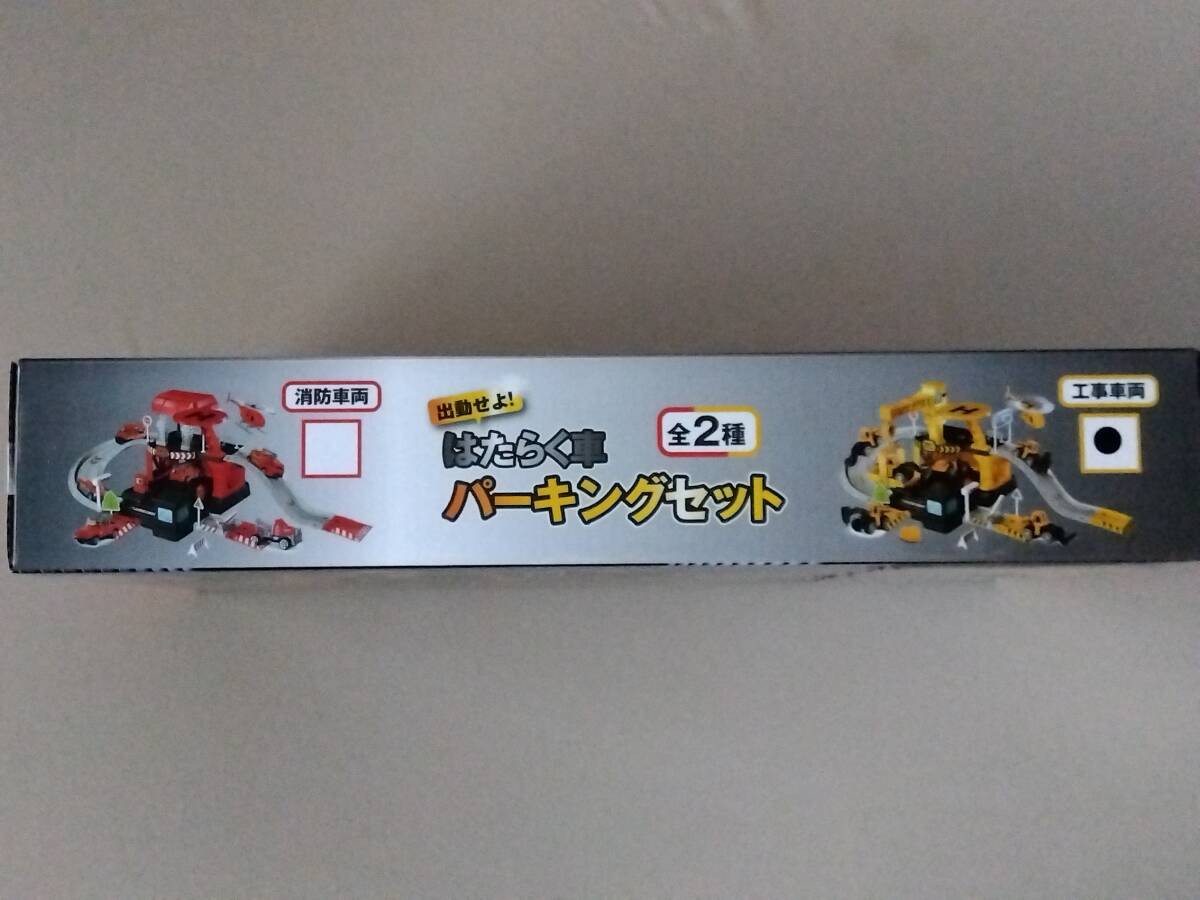 消防車両
出動せよ!
はたらく車
パーキングセット
全2種
工事車両